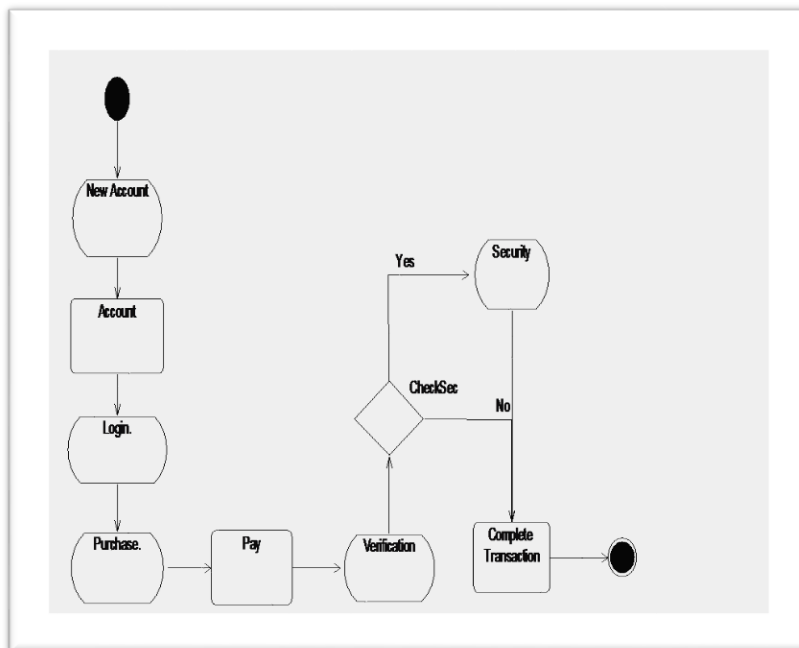 New Account
Account
Login.
Purchase.
Pay
Verification
CheckSec
Yes
No
Security
Complete
Transaction